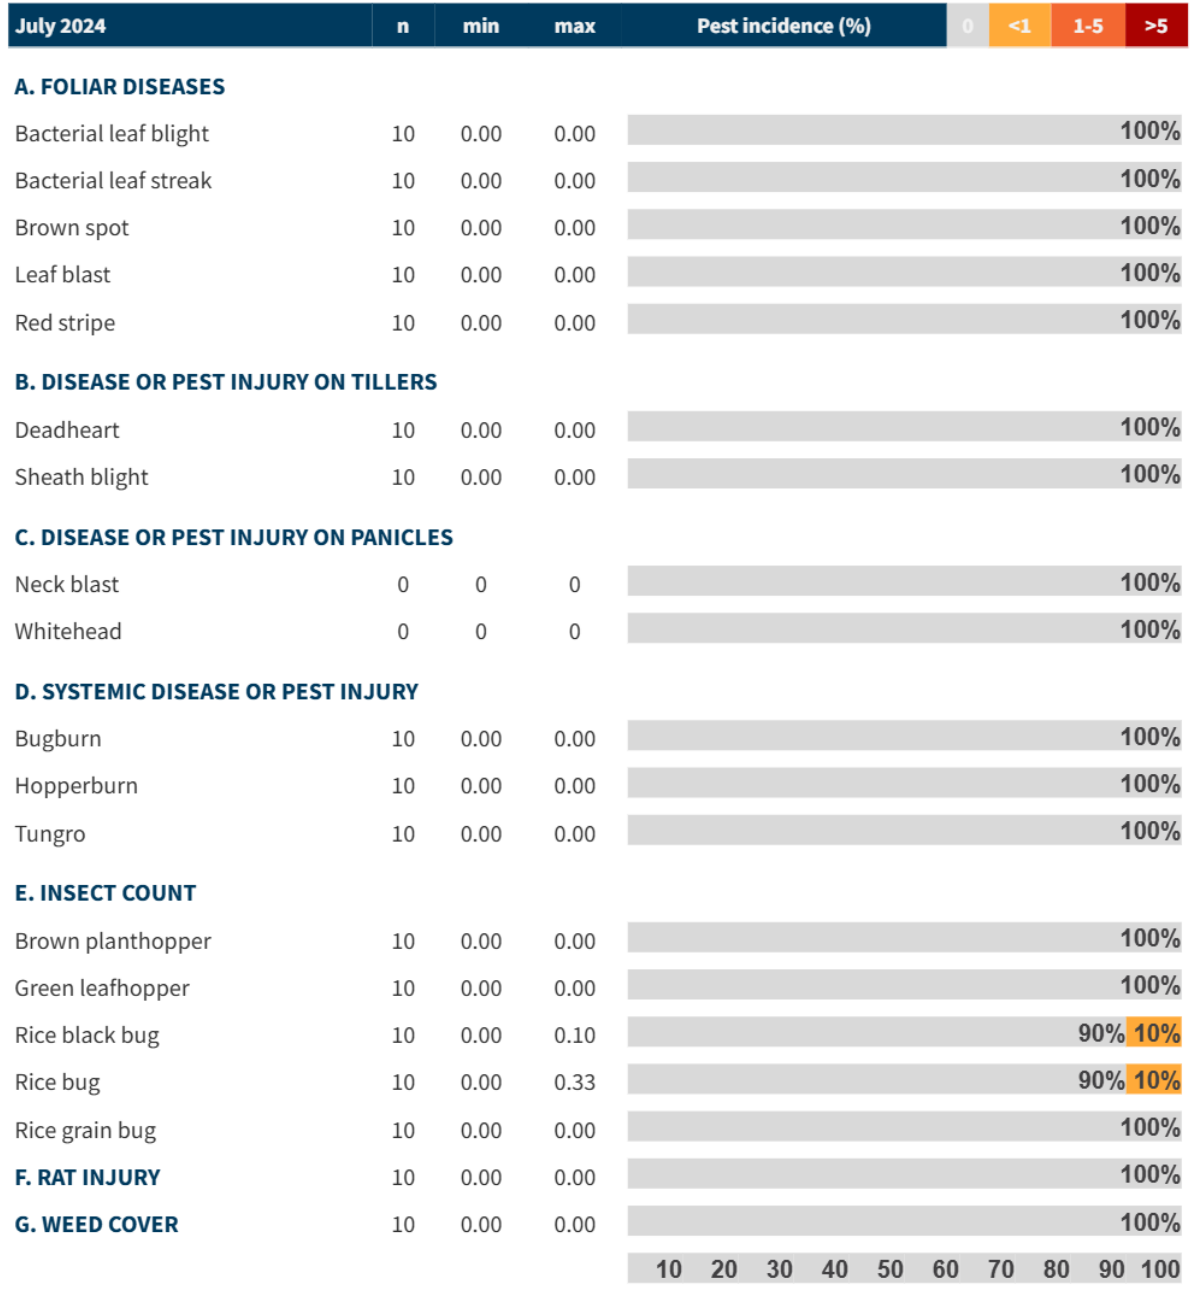 July 2024 n min max Pest incidence (%) 0 <1 1-5 >5
A. FOLIAR DISEASES
Bacterial leaf blight 10 0.00 0.00 100%
Bacterial leaf streak 10 0.00 0.00 100%
Brown spot 10 0.00 0.00 100%
Leaf blast 10 0.00 0.00 100%
Red stripe 10 0.00 0.00 100%
B. DISEASE OR PEST INJURY ON TILLERS
Deadheart 10 0.00 0.00 100%
Sheath blight 10 0.00 0.00 100%
C. DISEASE OR PEST INJURY ON PANICLES
Neck blast 0 0 0 100%
Whitehead 0 0 0 100%
D. SYSTEMIC DISEASE OR PEST INJURY
Bugburn 10 0.00 0.00 100%
Hopperburn 10 0.00 0.00 100%
Tungro 10 0.00 0.00 100%
E. INSECT COUNT
Brown planthopper 10 0.00 0.00 100%
Green leafhopper 10 0.00 0.00 100%
Rice black bug 10 0.00 0.10 90% 10%
Rice bug 10 0.00 0.33 90% 10%
Rice grain bug 10 0.00 0.00 100%
F. RAT INJURY 10 0.00 0.00 100%
G. WEED COVER 10 0.00 0.00 100%
10 20 30 40 50 60 70 80 90 100